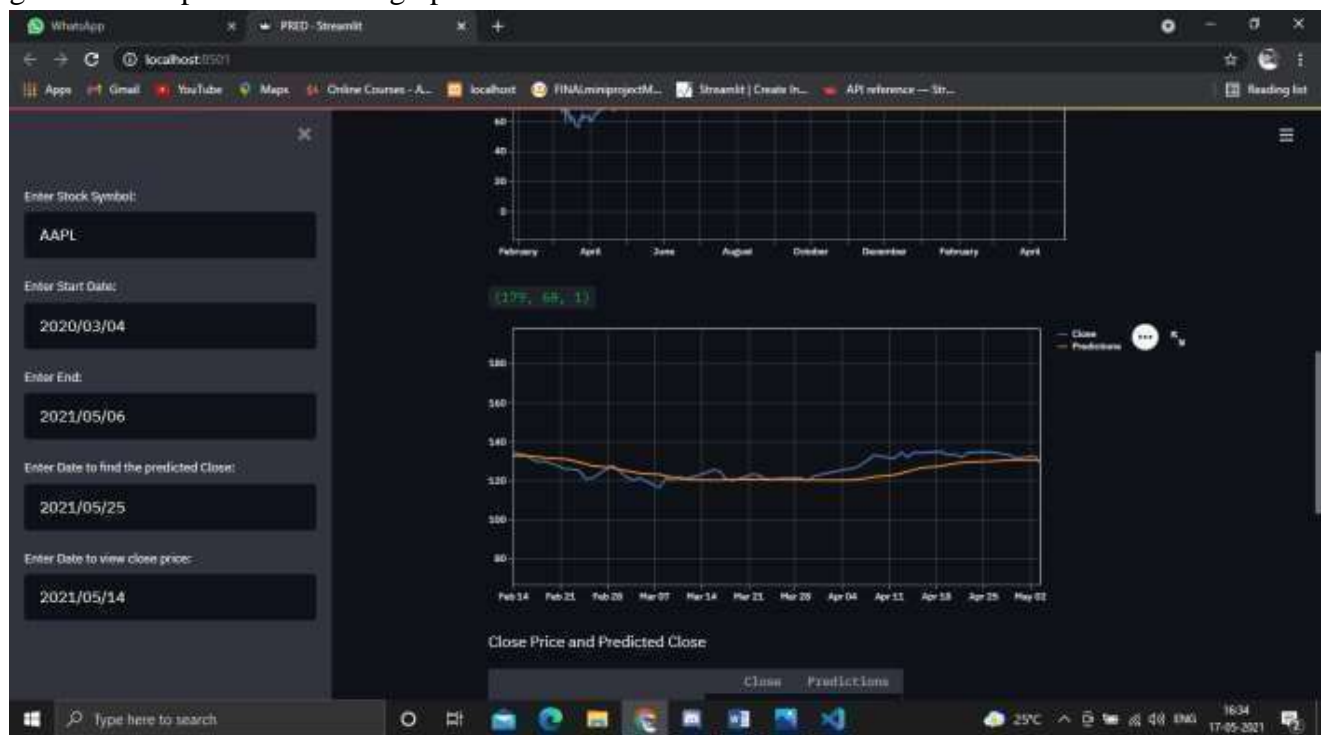 WhatsApp
PRED · Streamlit
localhost:8501
Apps
Gmail
YouTube
Maps
Online Courses - A...
localhost
FINALminiprojectM...
Streamlit | Create In...
API reference — Str...
Reading list
Enter Stock Symbol:
AAPL
Enter Start Date:
2020/03/04
Enter End:
2021/05/06
Enter Date to find the predicted Close:
2021/05/25
Enter Date to view close price:
2021/05/14
60
40
20
0
February April June August October December February April
(179, 60, 1)
Close
Predictions
180
160
140
120
100
80
Feb 14 Feb 21 Feb 28 Mar 07 Mar 14 Mar 21 Mar 28 Apr 04 Apr 11 Apr 18 Apr 25 May 02
Close Price and Predicted Close
Close Predictions
Type here to search
25°C
ENG
16:34
17-05-2021